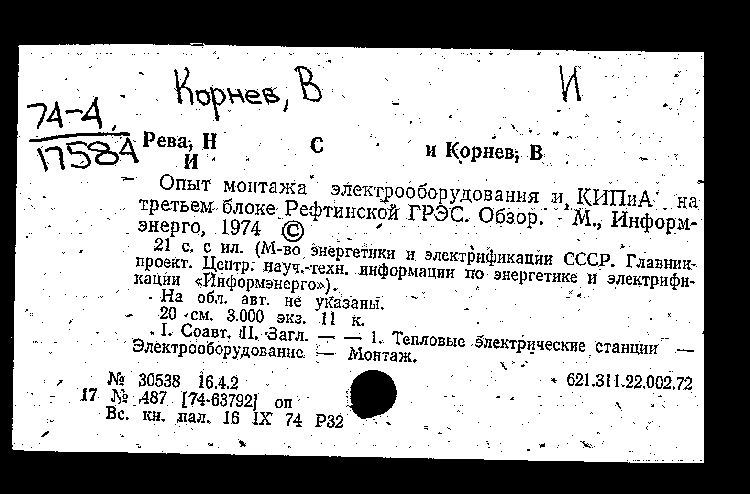 Корнев, В И
74-4
17584
Рева, Н С и Корнев, В
И
Опыт монтажа электрооборудования и КИПиА на
третьем блоке Рефтинской ГРЭС. Обзор. М., Информ-
энерго, 1974 ©
21 с. с ил. (М-во энергетики и электрификации СССР. Главнии-
проект. Центр. науч.-техн. информации по энергетике и электрифи-
кации «Информэнерго»).
На обл. авт. не указаны.
20 см. 3.000 экз. 11 к.
I. Соавт. II. Загл. — — 1. Тепловые электрические станции —
Электрооборудование — Монтаж.
№ 30538 16.4.2 621.311.22.002.72
17 № 487 [74-63792] оп
Вс. кн. пал. 16 IX 74 Р32